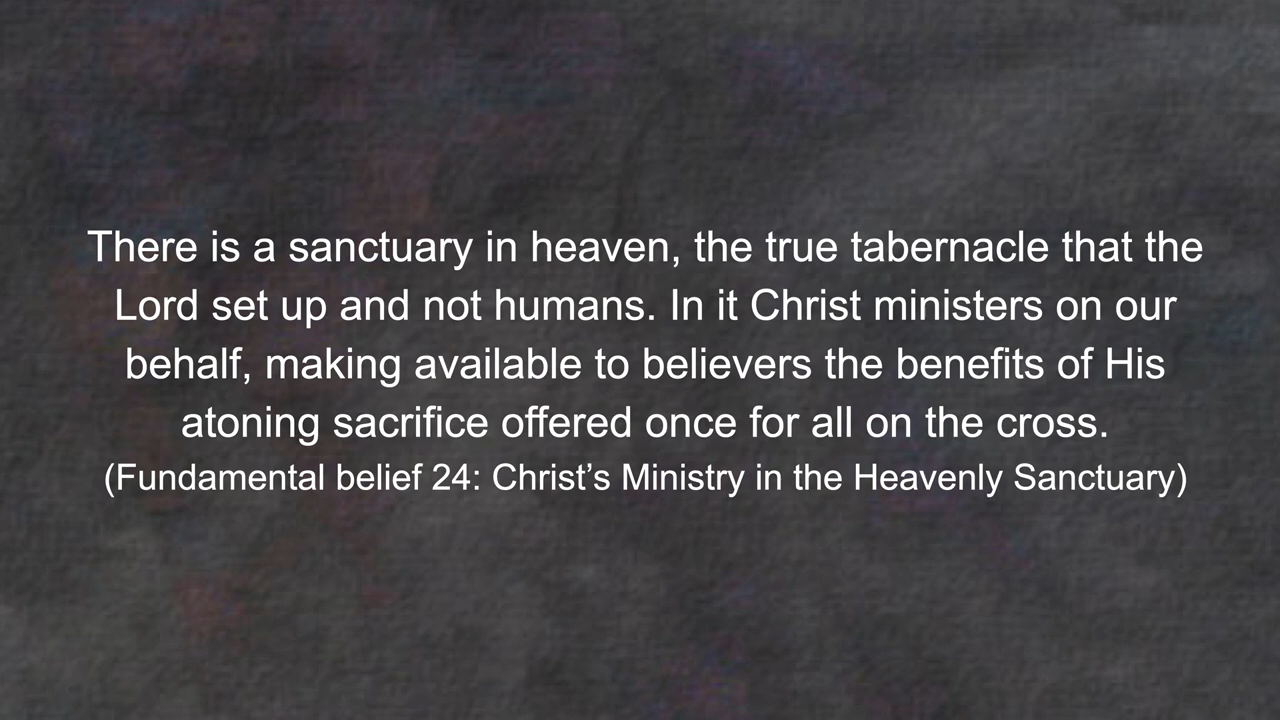 There is a sanctuary in heaven, the true tabernacle that the
Lord set up and not humans. In it Christ ministers on our
behalf, making available to believers the benefits of His
atoning sacrifice offered once for all on the cross.
(Fundamental belief 24: Christ’s Ministry in the Heavenly Sanctuary)